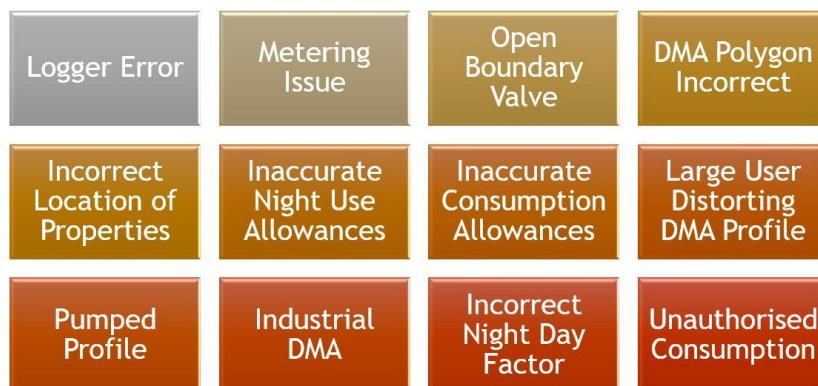 Logger Error
Metering
Issue
Open
Boundary
Valve
DMA Polygon
Incorrect
Incorrect
Location of
Properties
Inaccurate
Night Use
Allowances
Inaccurate
Consumption
Allowances
Large User
Distorting
DMA Profile
Pumped
Profile
Industrial
DMA
Incorrect
Night Day
Factor
Unauthorised
Consumption